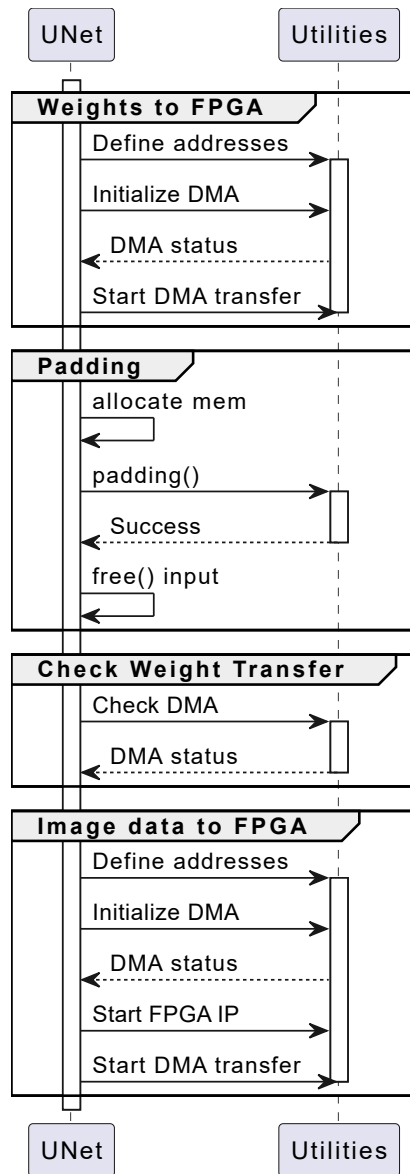 UNet
Utilities
Weights to FPGA
Define addresses
Initialize DMA
DMA status
Start DMA transfer
Padding
allocate mem
padding()
Success
free() input
Check Weight Transfer
Check DMA
DMA status
Image data to FPGA
Define addresses
Initialize DMA
DMA status
Start FPGA IP
Start DMA transfer
UNet
Utilities